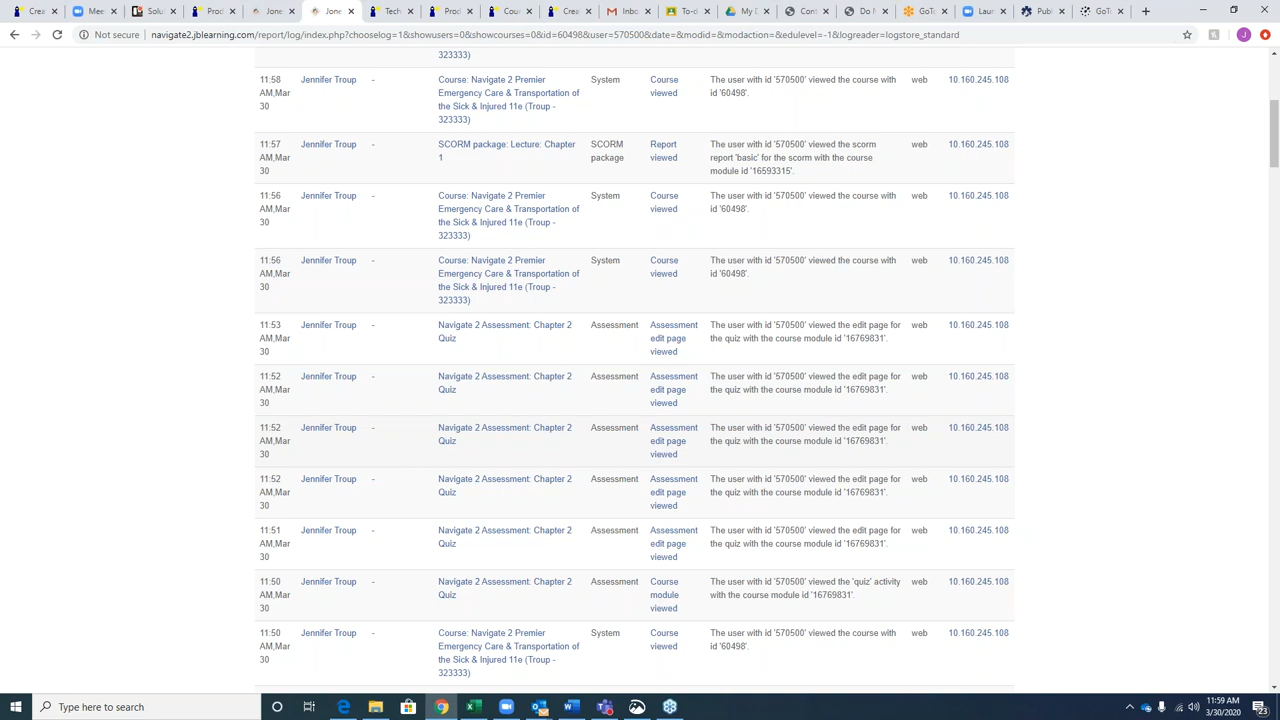 Crea
Mee
Solu
Prod
Jone
Jone
Tech
Prod
Cour
Crea
Inbo
To-d
My D
Con
Do N
GoTo
Laun
Publ
GoTo
navigate2.jblearning.com/report/log/index.php?chooselog=1&showusers=0&showcourses=0&id=60498&user=570500&date=&modid=&modaction=&edulevel=-1&logreader=logstore_standard
J
323333)
11:58 Jennifer Troup - Course: Navigate 2 Premier System Course The user with id '570500' viewed the course with web 10.160.245.108
AM,Mar Emergency Care & Transportation of viewed id '60498'.
30 the Sick & Injured 11e (Troup -
323333)
11:57 Jennifer Troup - SCORM package: Lecture: Chapter SCORM Report The user with id '570500' viewed the scorm web 10.160.245.108
AM,Mar 1 package viewed report 'basic' for the scorm with the course
30 module id '16593315'.
11:56 Jennifer Troup - Course: Navigate 2 Premier System Course The user with id '570500' viewed the course with web 10.160.245.108
AM,Mar Emergency Care & Transportation of viewed id '60498'.
30 the Sick & Injured 11e (Troup -
323333)
11:56 Jennifer Troup - Course: Navigate 2 Premier System Course The user with id '570500' viewed the course with web 10.160.245.108
AM,Mar Emergency Care & Transportation of viewed id '60498'.
30 the Sick & Injured 11e (Troup -
323333)
11:53 Jennifer Troup - Navigate 2 Assessment: Chapter 2 Assessment Assessment The user with id '570500' viewed the edit page for web 10.160.245.108
AM,Mar Quiz edit page the quiz with the course module id '16769831'.
30 viewed
11:52 Jennifer Troup - Navigate 2 Assessment: Chapter 2 Assessment Assessment The user with id '570500' viewed the edit page for web 10.160.245.108
AM,Mar Quiz edit page the quiz with the course module id '16769831'.
30 viewed
11:52 Jennifer Troup - Navigate 2 Assessment: Chapter 2 Assessment Assessment The user with id '570500' viewed the edit page for web 10.160.245.108
AM,Mar Quiz edit page the quiz with the course module id '16769831'.
30 viewed
11:52 Jennifer Troup - Navigate 2 Assessment: Chapter 2 Assessment Assessment The user with id '570500' viewed the edit page for web 10.160.245.108
AM,Mar Quiz edit page the quiz with the course module id '16769831'.
30 viewed
11:51 Jennifer Troup - Navigate 2 Assessment: Chapter 2 Assessment Assessment The user with id '570500' viewed the edit page for web 10.160.245.108
AM,Mar Quiz edit page the quiz with the course module id '16769831'.
30 viewed
11:50 Jennifer Troup - Navigate 2 Assessment: Chapter 2 Assessment Course The user with id '570500' viewed the 'quiz' activity web 10.160.245.108
AM,Mar Quiz module with the course module id '16769831'.
30 viewed
11:50 Jennifer Troup - Course: Navigate 2 Premier System Course The user with id '570500' viewed the course with web 10.160.245.108
AM,Mar Emergency Care & Transportation of viewed id '60498'.
30 the Sick & Injured 11e (Troup -
323333)
Type here to search
11:59 AM
3/30/2020
23